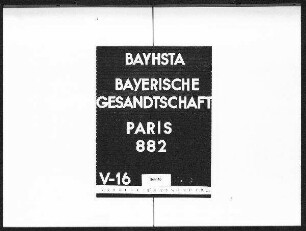 BAYHSTA
BAYERISCHE
GESANDTSCHAFT
PARIS
882
V-16